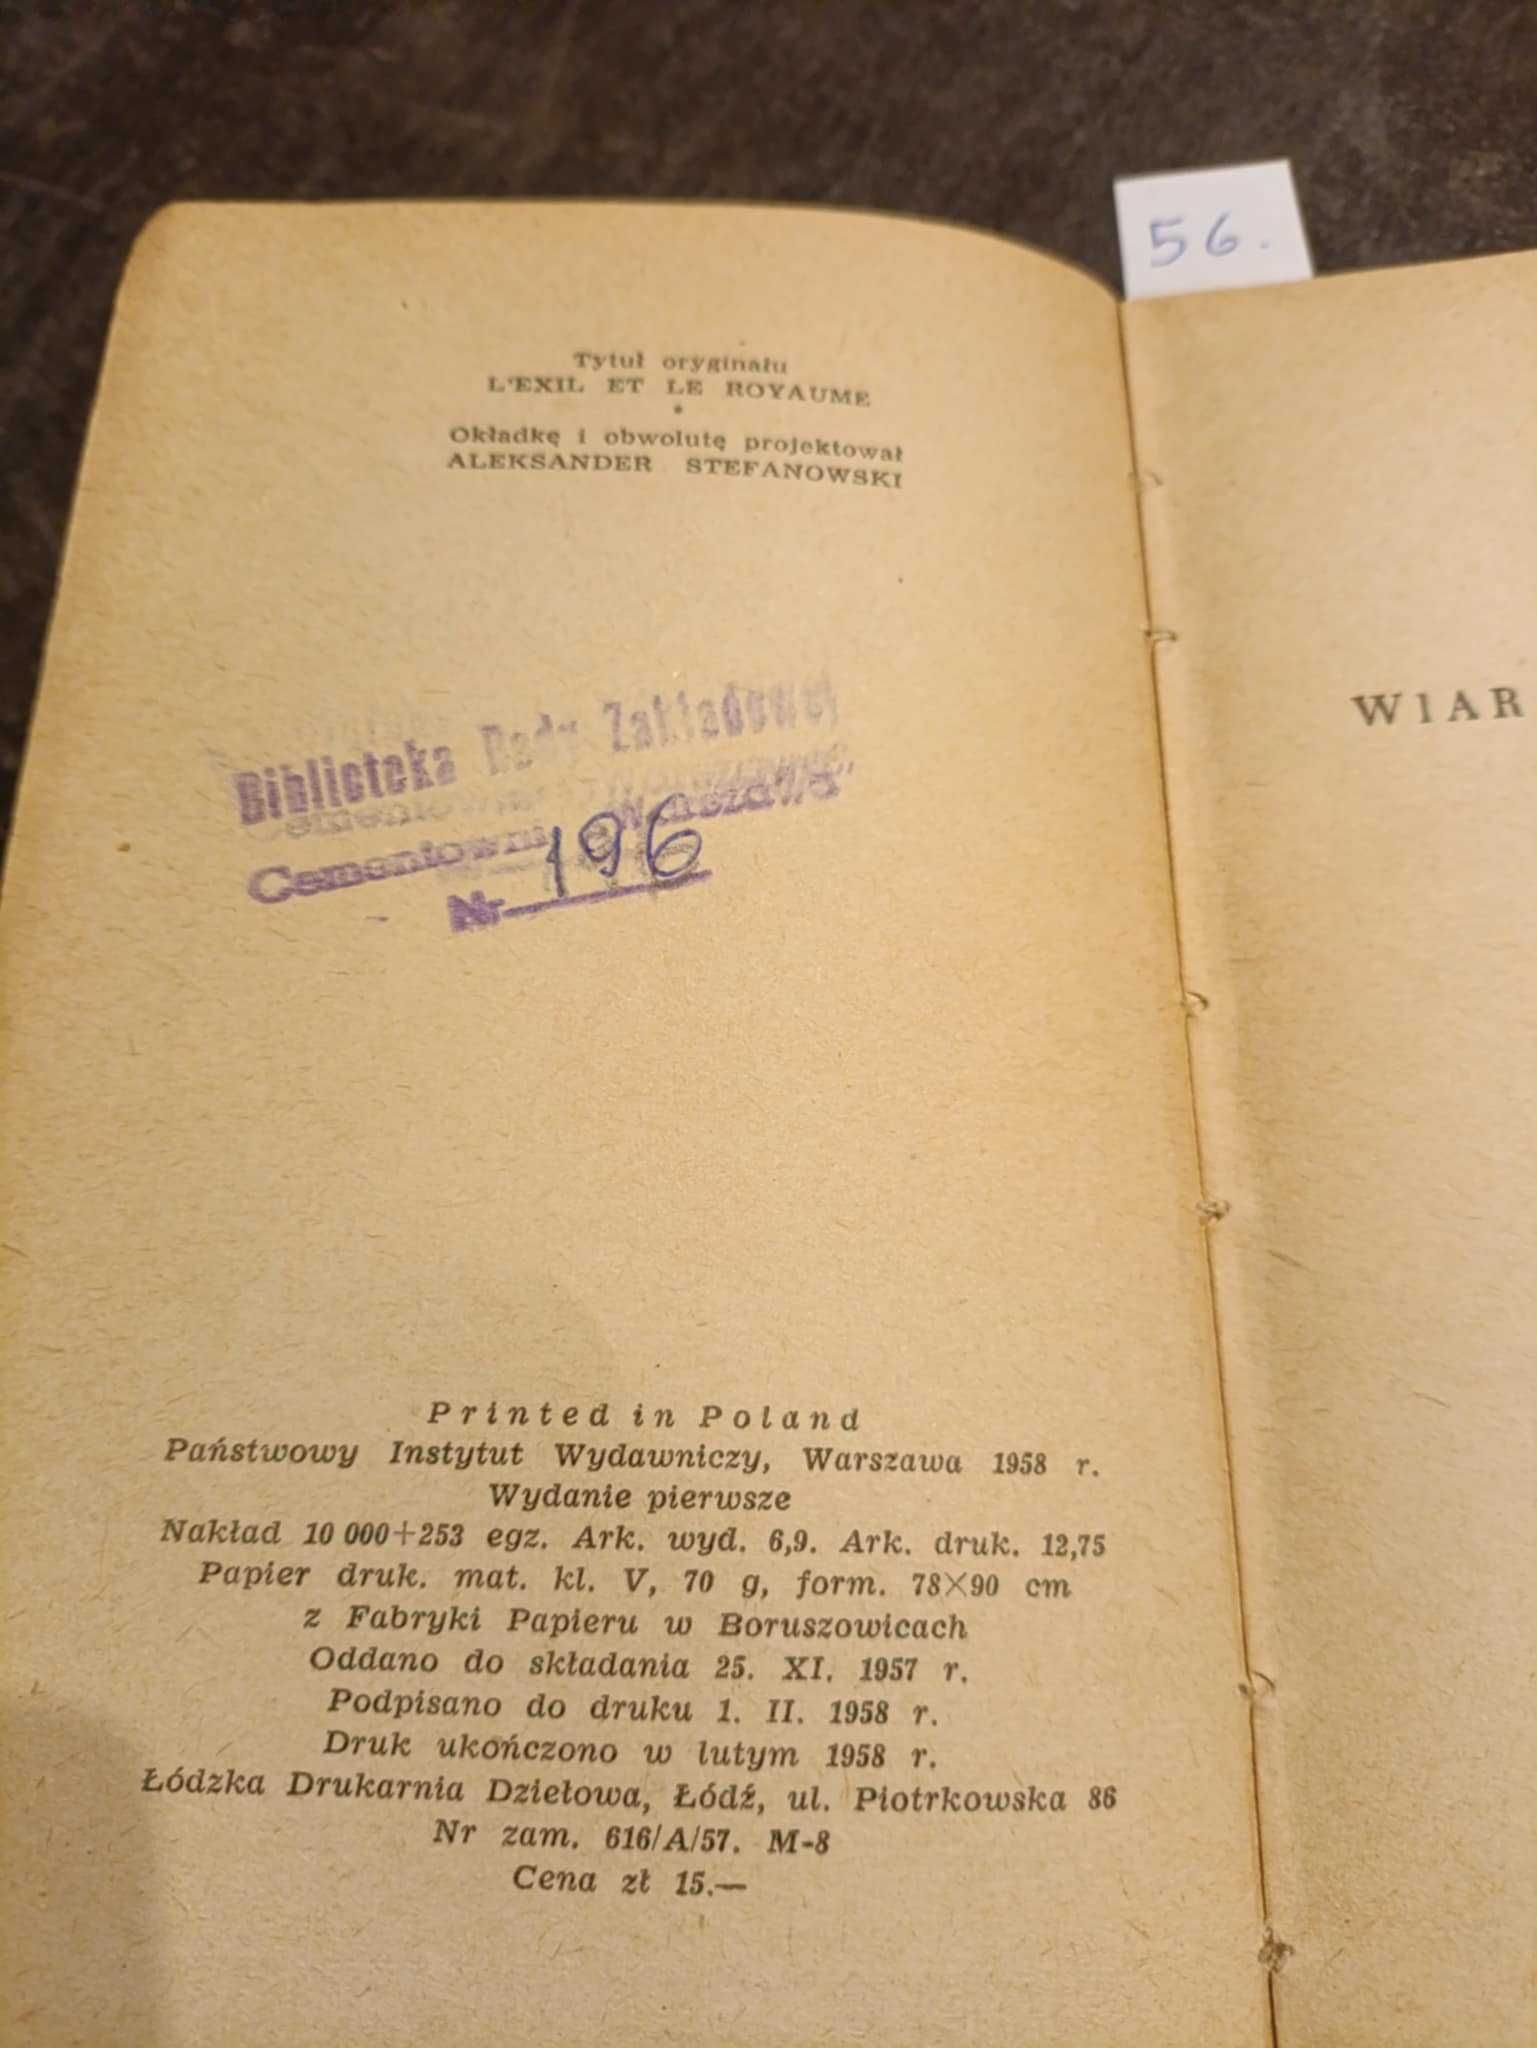 56.
Tytuł oryginału
L'EXIL ET LE ROYAUME
*
Okładkę i obwolutę projektował
ALEKSANDER STEFANOWSKI
Biblioteka Rady Zakładowej
Cementowni „Warszawa"
Nr 196
WIAR
Printed in Poland
Państwowy Instytut Wydawniczy, Warszawa 1958 r.
Wydanie pierwsze
Nakład 10 000+253 egz. Ark. wyd. 6,9. Ark. druk. 12,75
Papier druk. mat. kl. V, 70 g, form. 78×90 cm
z Fabryki Papieru w Boruszowicach
Oddano do składania 25. XI. 1957 r.
Podpisano do druku 1. II. 1958 r.
Druk ukończono w lutym 1958 r.
Łódzka Drukarnia Dziełowa, Łódź, ul. Piotrkowska 86
Nr zam. 616/A/57. M-8
Cena zł 15.—